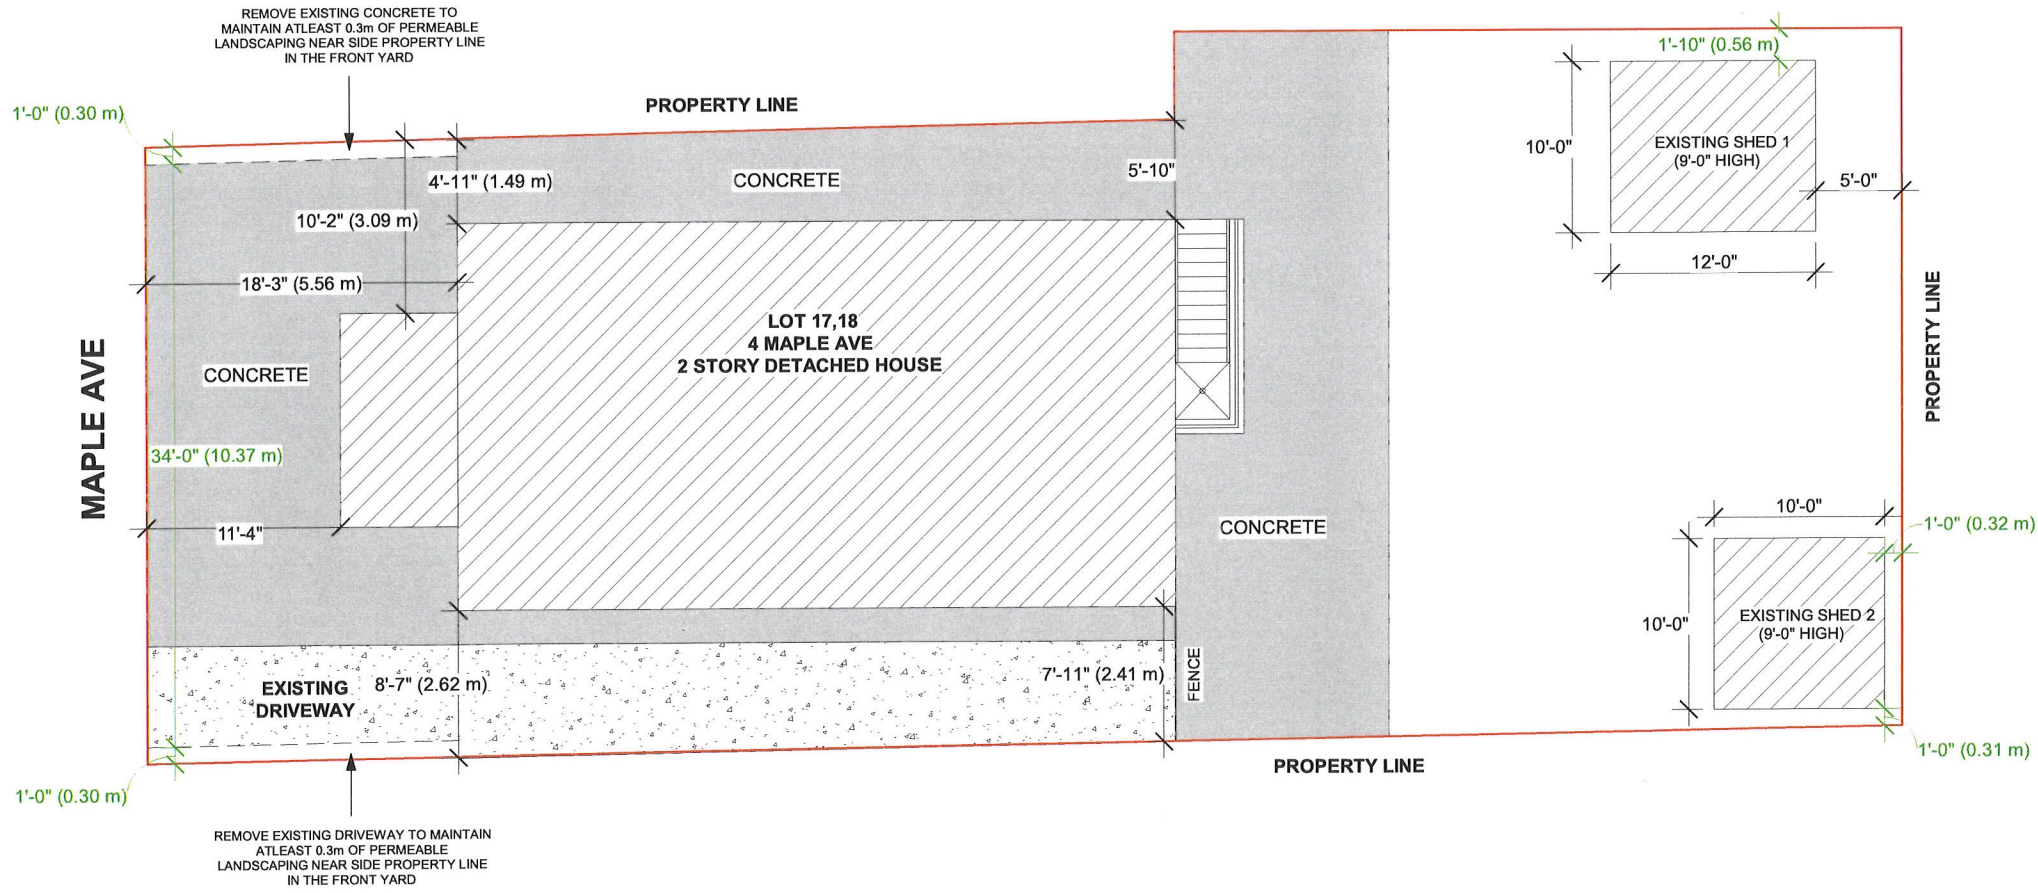 REMOVE EXISTING CONCRETE TO
MAINTAIN ATLEAST 0.3m OF PERMEABLE
LANDSCAPING NEAR SIDE PROPERTY LINE
IN THE FRONT YARD
1'-10" (0.56 m)
1'-0" (0.30 m)
PROPERTY LINE
10'-0"
EXISTING SHED 1
(9'-0" HIGH)
5'-0"
4'-11" (1.49 m)
CONCRETE
5'-10"
10'-2" (3.09 m)
12'-0"
18'-3" (5.56 m)
LOT 17,18
4 MAPLE AVE
2 STORY DETACHED HOUSE
PROPERTY LINE
MAPLE AVE
CONCRETE
34'-0" (10.37 m)
11'-4"
CONCRETE
10'-0"
1'-0" (0.32 m)
10'-0"
EXISTING SHED 2
(9'-0" HIGH)
EXISTING
DRIVEWAY
8'-7" (2.62 m)
7'-11" (2.41 m)
FENCE
1'-0" (0.31 m)
PROPERTY LINE
1'-0" (0.30 m)
REMOVE EXISTING DRIVEWAY TO MAINTAIN
ATLEAST 0.3m OF PERMEABLE
LANDSCAPING NEAR SIDE PROPERTY LINE
IN THE FRONT YARD